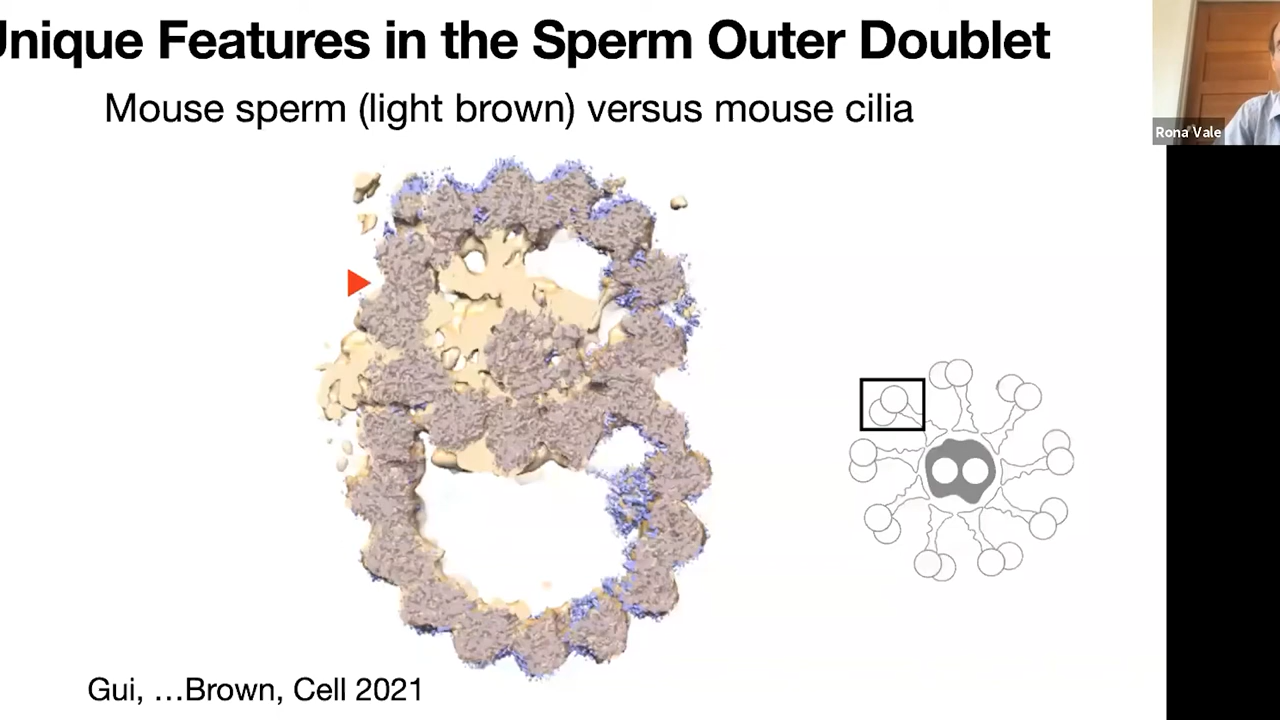 Unique Features in the Sperm Outer Doublet
Mouse sperm (light brown) versus mouse cilia
Rona Vale
Gui, …Brown, Cell 2021